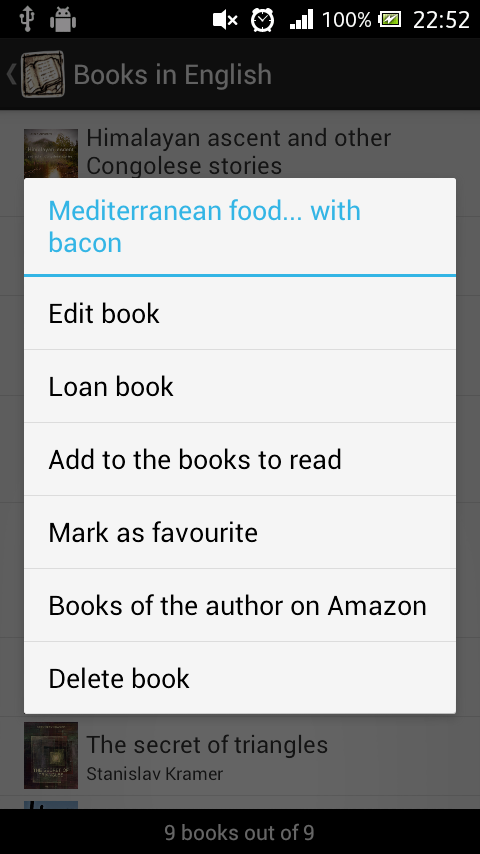 100% 22:52
Books in English
Himalayan ascent and other
Congolese stories
Mediterranean food... with
bacon
Edit book
Loan book
Add to the books to read
Mark as favourite
Books of the author on Amazon
Delete book
The secret of triangles
Stanislav Kramer
9 books out of 9